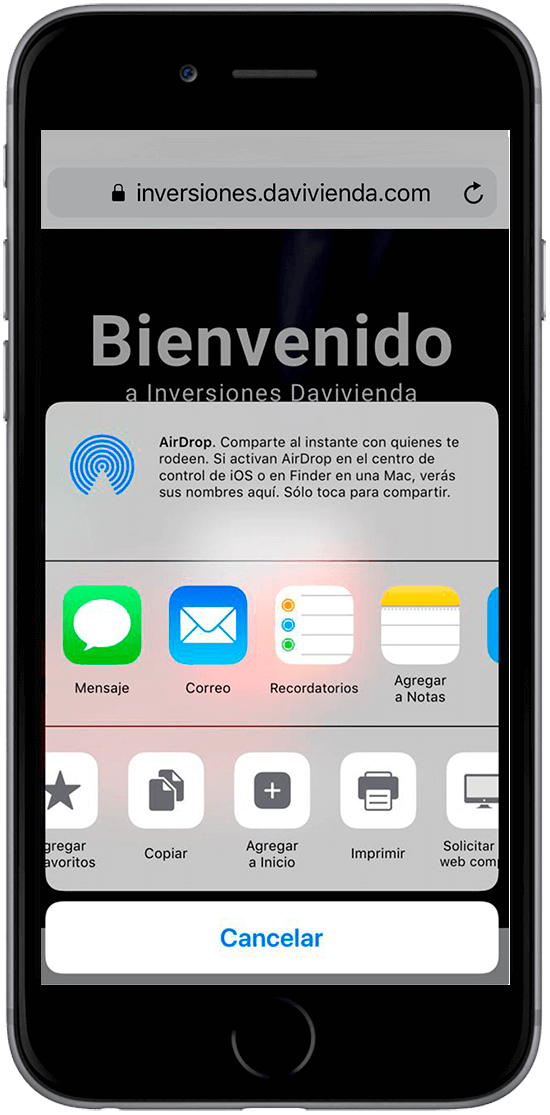 inversiones.davivienda.com
Bienvenido
a Inversiones Davivienda
AirDrop. Comparte al instante con quienes te
rodeen. Si activan AirDrop en el centro de
control de iOS o en Finder en una Mac, verás
sus nombres aquí. Sólo toca para compartir.
Mensaje
Correo
Recordatorios
Agregar
a Notas
gregar
avoritos
Copiar
Agregar
a Inicio
Imprimir
Solicitar
web comp
Cancelar